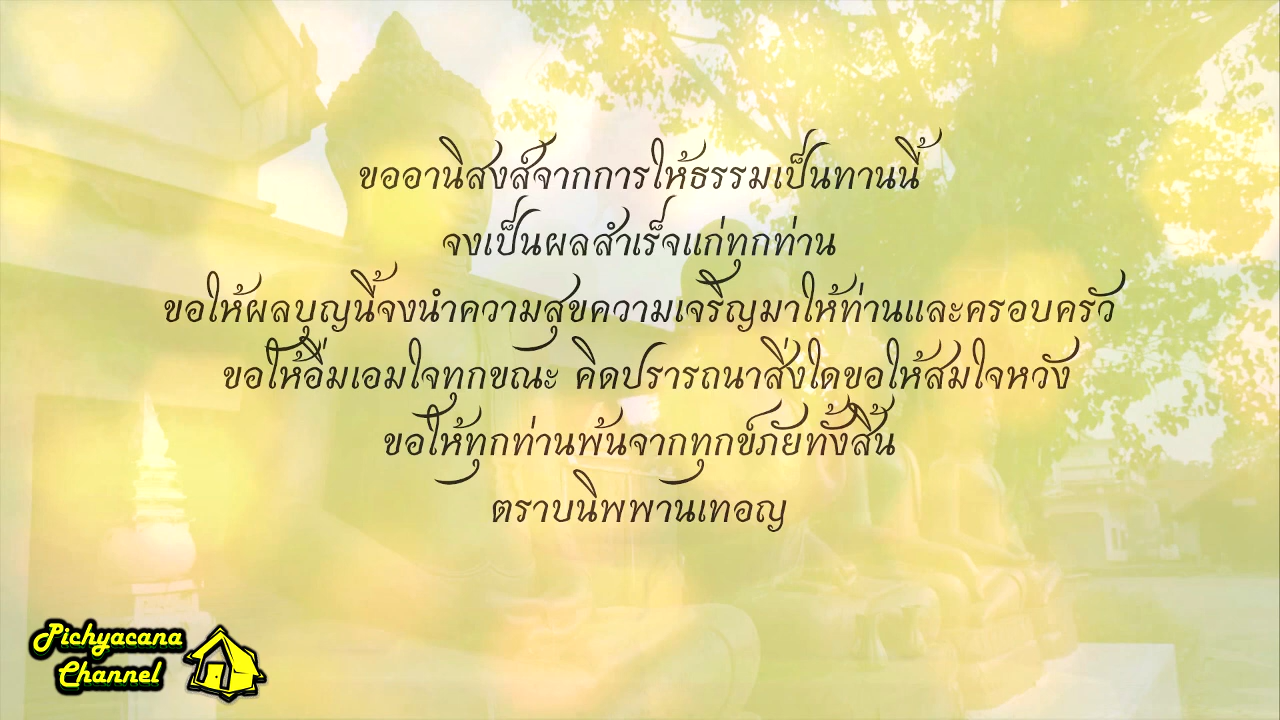 ขออานิสงส์จากการให้ธรรมเป็นทานนี้
จงเป็นผลสำเร็จแก่ทุกท่าน
ขอให้ผลบุญนี้จงนำความสุขความเจริญมาให้ท่านและครอบครัว
ขอให้อิ่มเอมใจทุกขณะ คิดปรารถนาสิ่งใดขอให้สมใจหวัง
ขอให้ทุกท่านพ้นจากทุกข์ภัยทั้งสิ้น
ตราบนิพพานเทอญ
Pichyacana
Channel